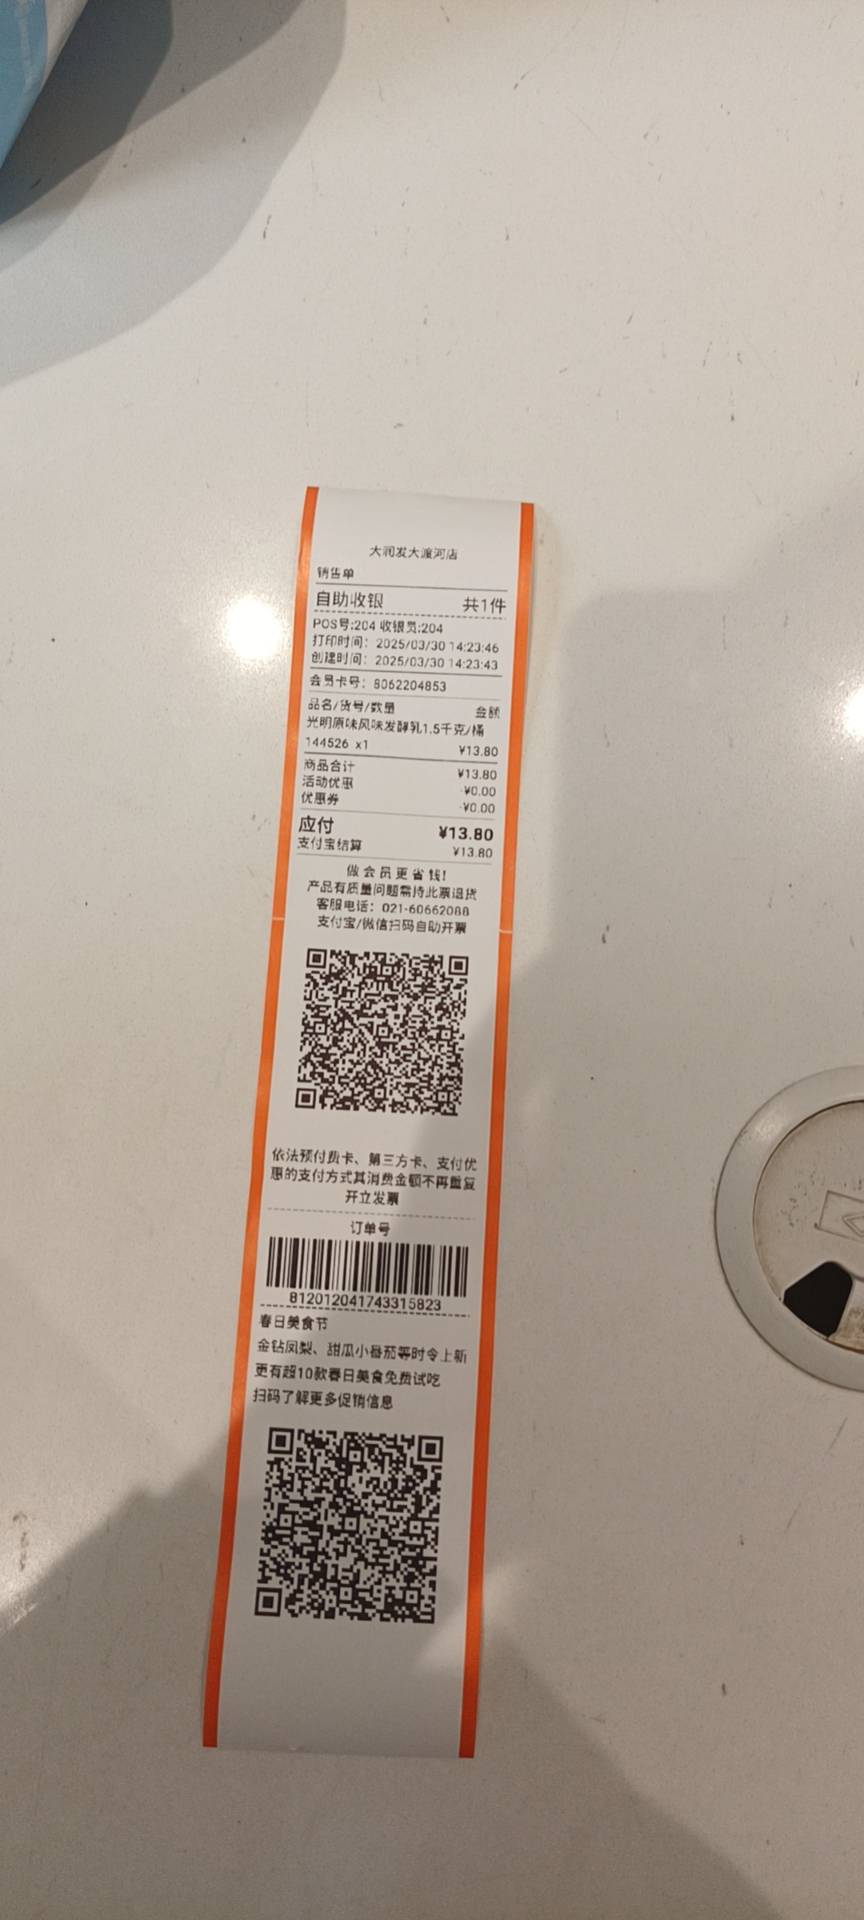 大润发大渡河店
销售单
自助收银 共1件
POS号:204 收银员:204
打印时间: 2025/03/30 14:23:46
创建时间: 2025/03/30 14:23:43
会员卡号: 8062204853
品名/货号/数量 金额
光明原味风味发酵乳1.5千克/桶
144526 x1 ¥13.80
商品合计 ¥13.80
活动优惠 -¥0.00
优惠券 -¥0.00
应付 ¥13.80
支付宝结算 ¥13.80
做会员更省钱!
产品有质量问题需持此票退货
客服电话: 021-60662088
支付宝/微信扫码自助开票
依法预付费卡、第三方卡、支付优
惠的支付方式其消费金额不再重复
开立发票
订单号
812012041743315823
春日美食节
金钻凤梨、甜瓜小番茄等时令上新
更有超10款春日美食免费试吃
扫码了解更多促销信息